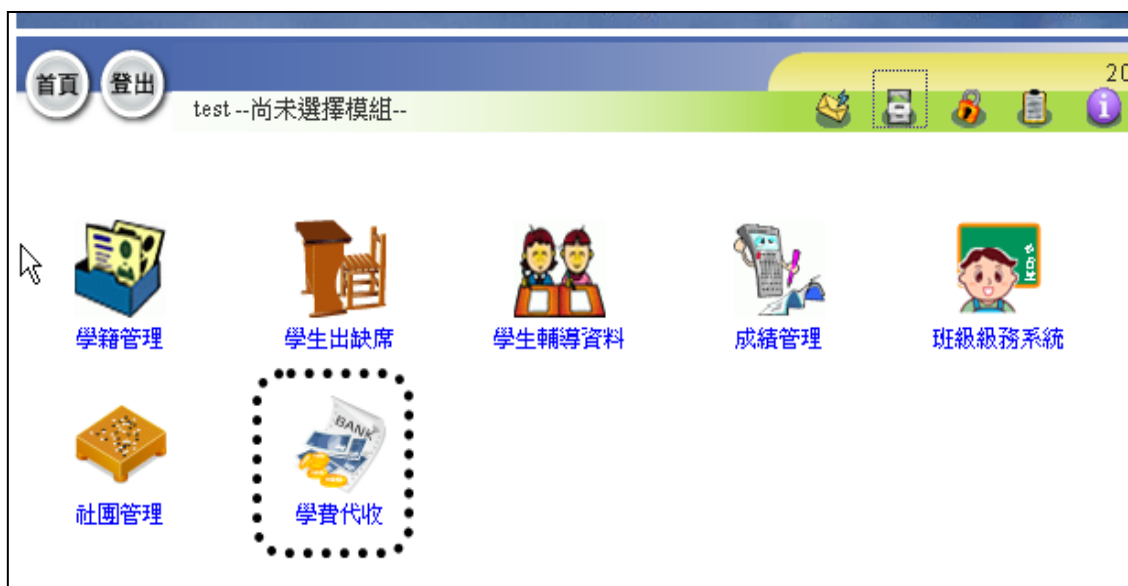 20
首頁 登出
test --尚未選擇模組--
學籍管理 學生出缺席 學生輔導資料 成績管理 班級級務系統
BANK
社團管理 學費代收